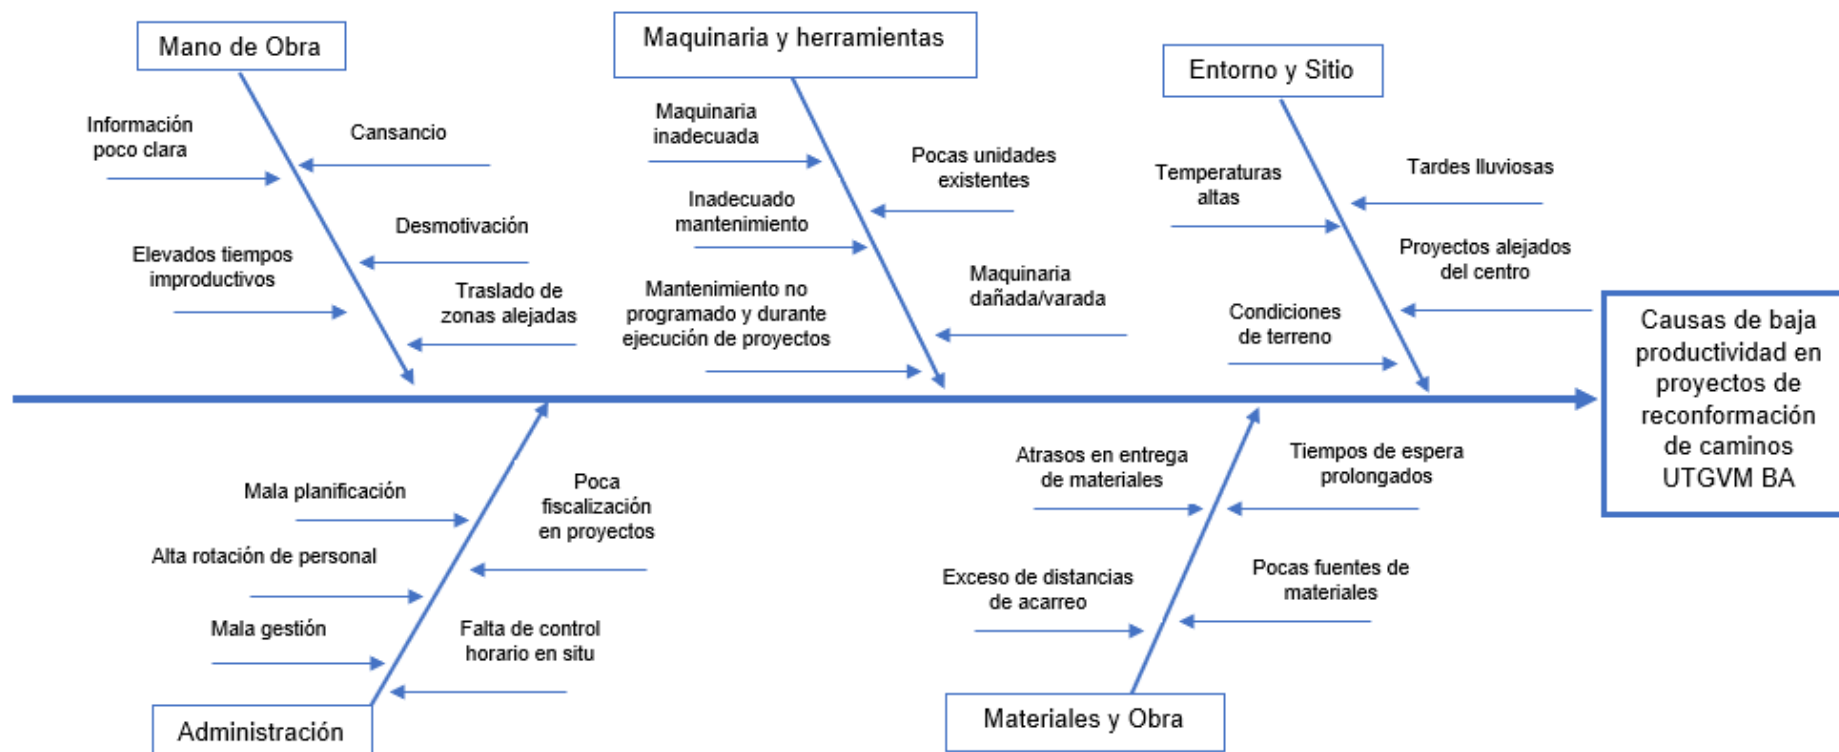 Mano de Obra
Información
poco clara
Cansancio
Desmotivación
Elevados tiempos
improductivos
Traslado de
zonas alejadas
Maquinaria y herramientas
Maquinaria
inadecuada
Pocas unidades
existentes
Inadecuado
mantenimiento
Maquinaria
dañada/varada
Mantenimiento no
programado y durante
ejecución de proyectos
Entorno y Sitio
Temperaturas
altas
Tardes lluviosas
Proyectos alejados
del centro
Condiciones
de terreno
Causas de baja
productividad en
proyectos de
reconformación
de caminos
UTGVM BA
Mala planificación
Poca
fiscalización
en proyectos
Alta rotación de personal
Mala gestión
Falta de control
horario en situ
Administración
Atrasos en entrega
de materiales
Tiempos de espera
prolongados
Exceso de distancias
de acarreo
Pocas fuentes de
materiales
Materiales y Obra